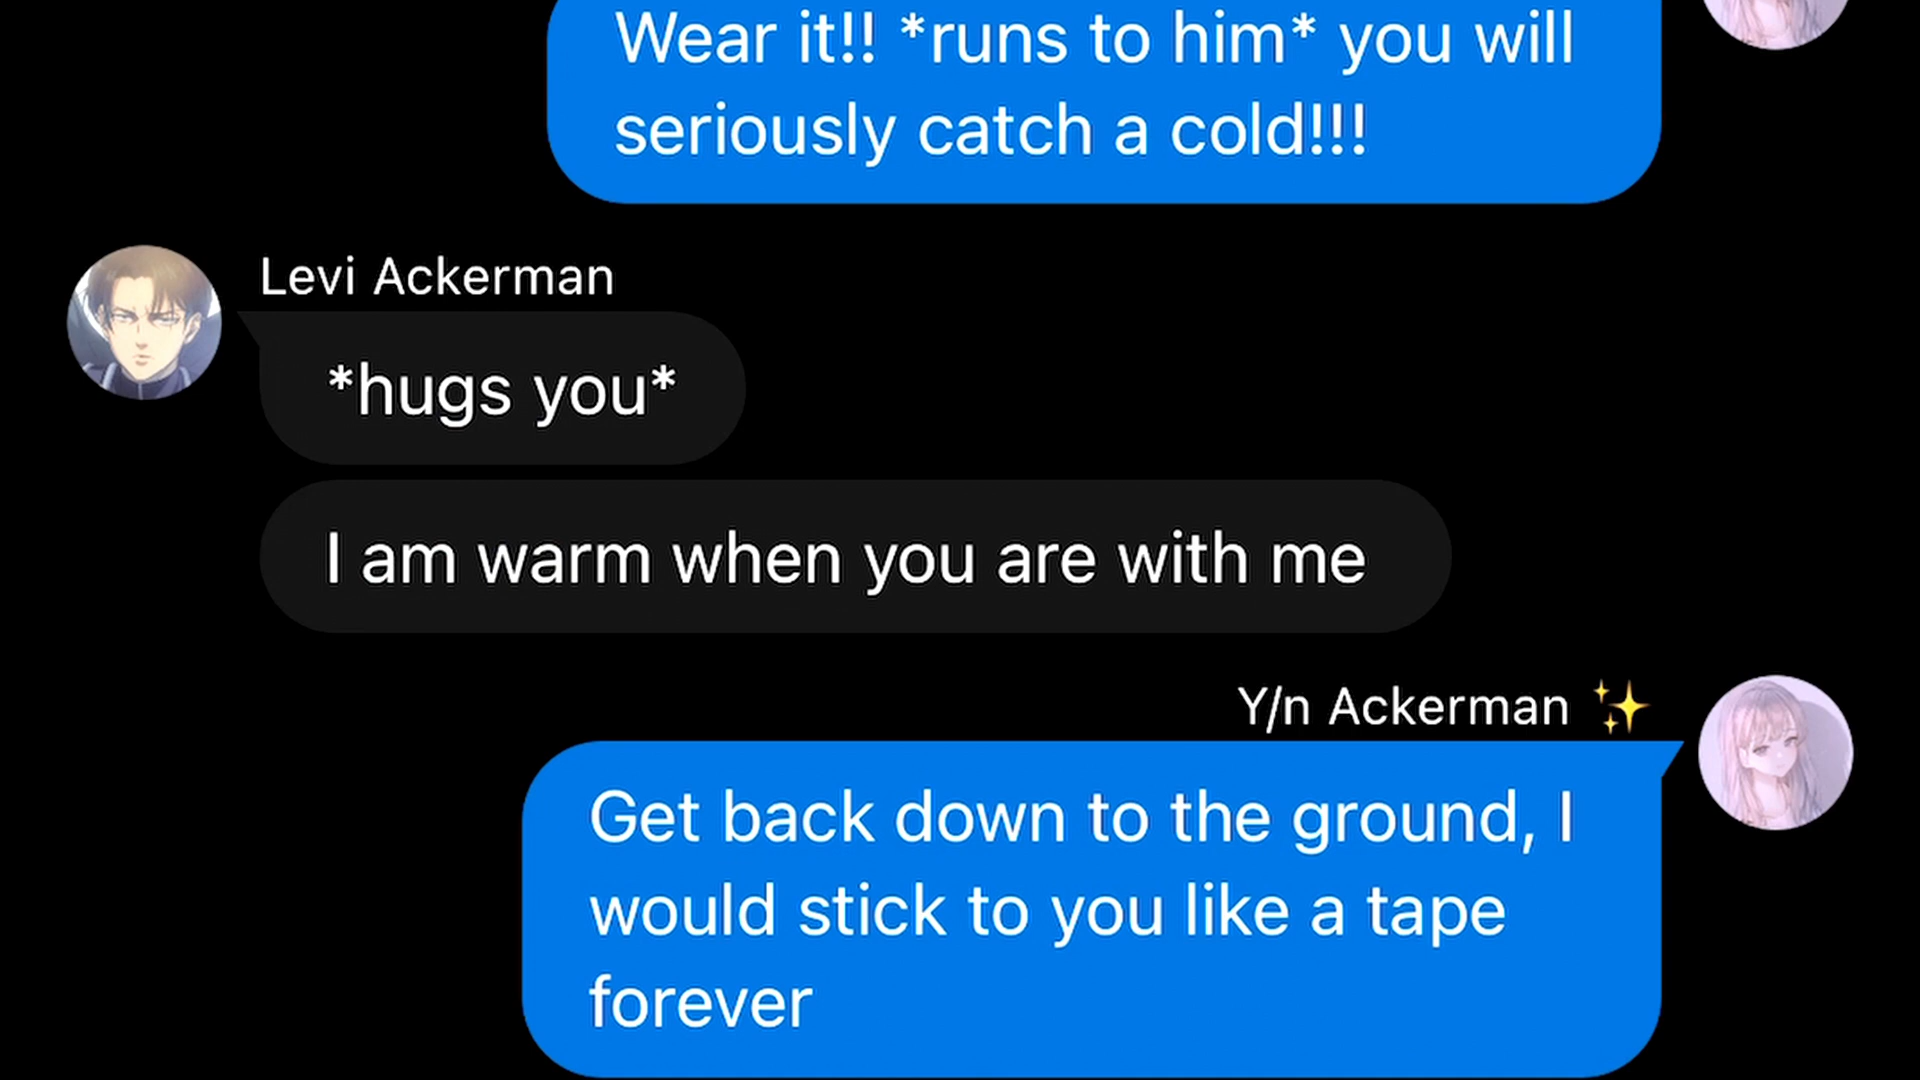 Wear it!! *runs to him* you will
seriously catch a cold!!!
Levi Ackerman
*hugs you*
I am warm when you are with me
Y/n Ackerman ✨
Get back down to the ground, I
would stick to you like a tape
forever